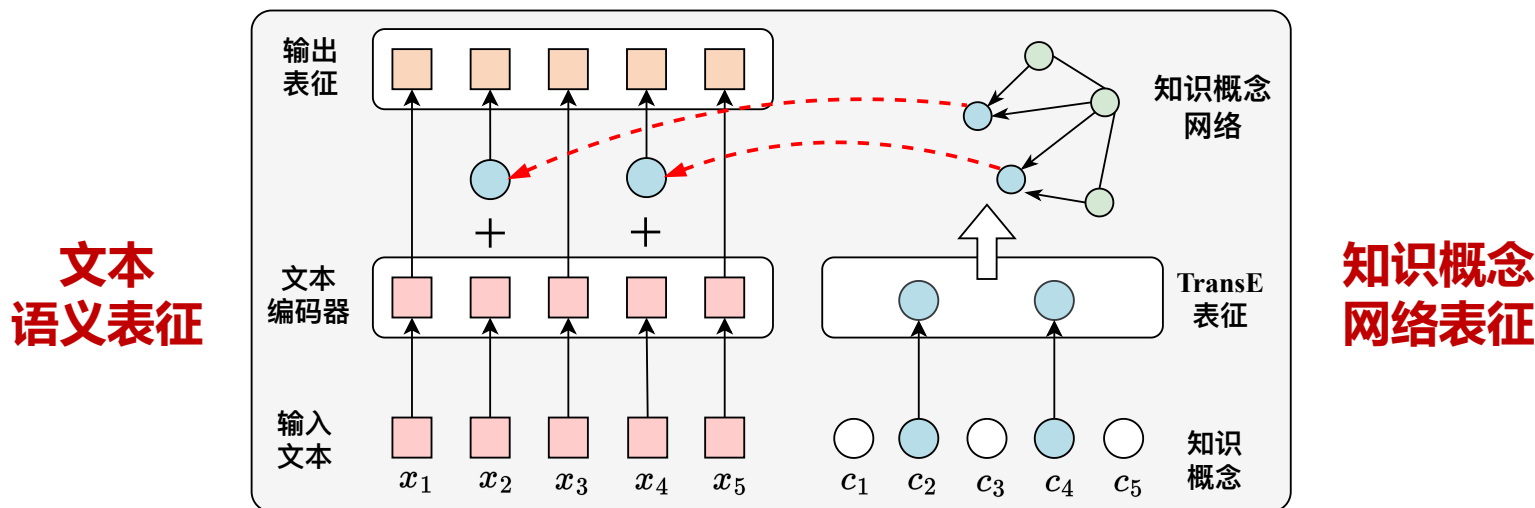 输出
表征
知识概念
网络
+
+
文本
语义表征
文本
编码器
TransE
表征
知识概念
网络表征
输入
文本
x₁ x₂ x₃ x₄ x₅
c₁ c₂ c₃ c₄ c₅
知识
概念